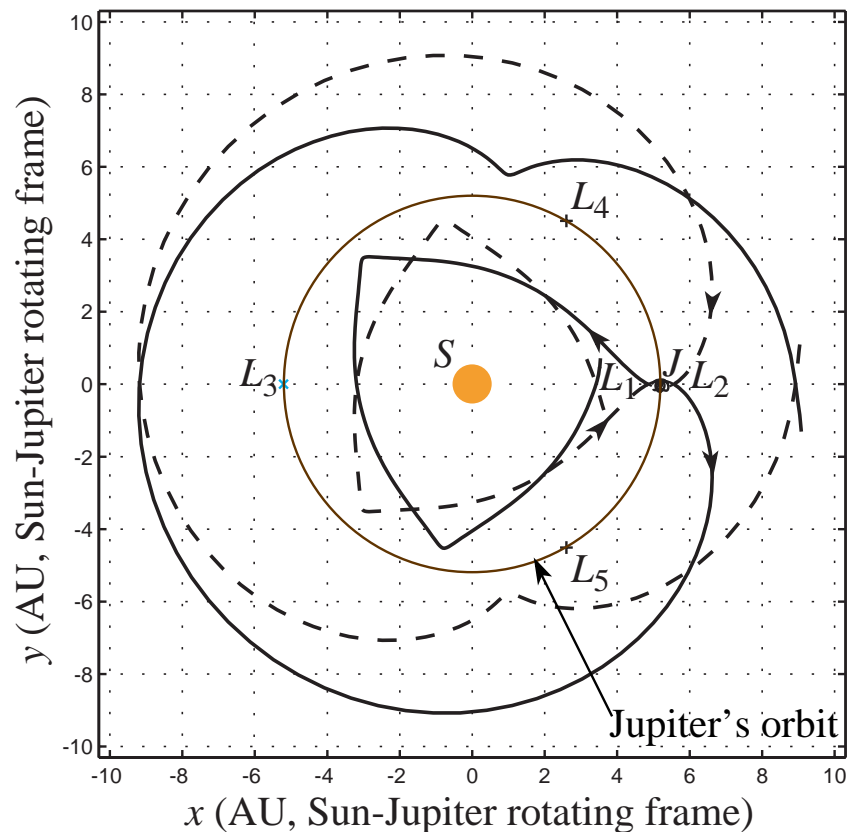 10
8
6
4
2
0
-2
-4
-6
-8
-10
y (AU, Sun-Jupiter rotating frame)
L4
S
L3
L1
J
L2
L5
Jupiter's orbit
-10 -8 -6 -4 -2 0 2 4 6 8 10
x (AU, Sun-Jupiter rotating frame)